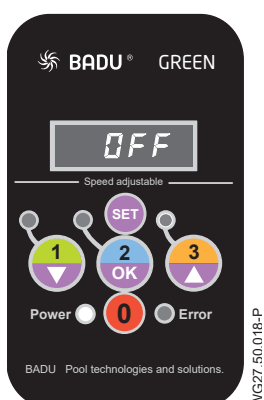 BADU® GREEN
OFF
Speed adjustable
SET
1 2 3
OK
Power 0 Error
BADU Pool technologies and solutions.
WG27.50.018-P